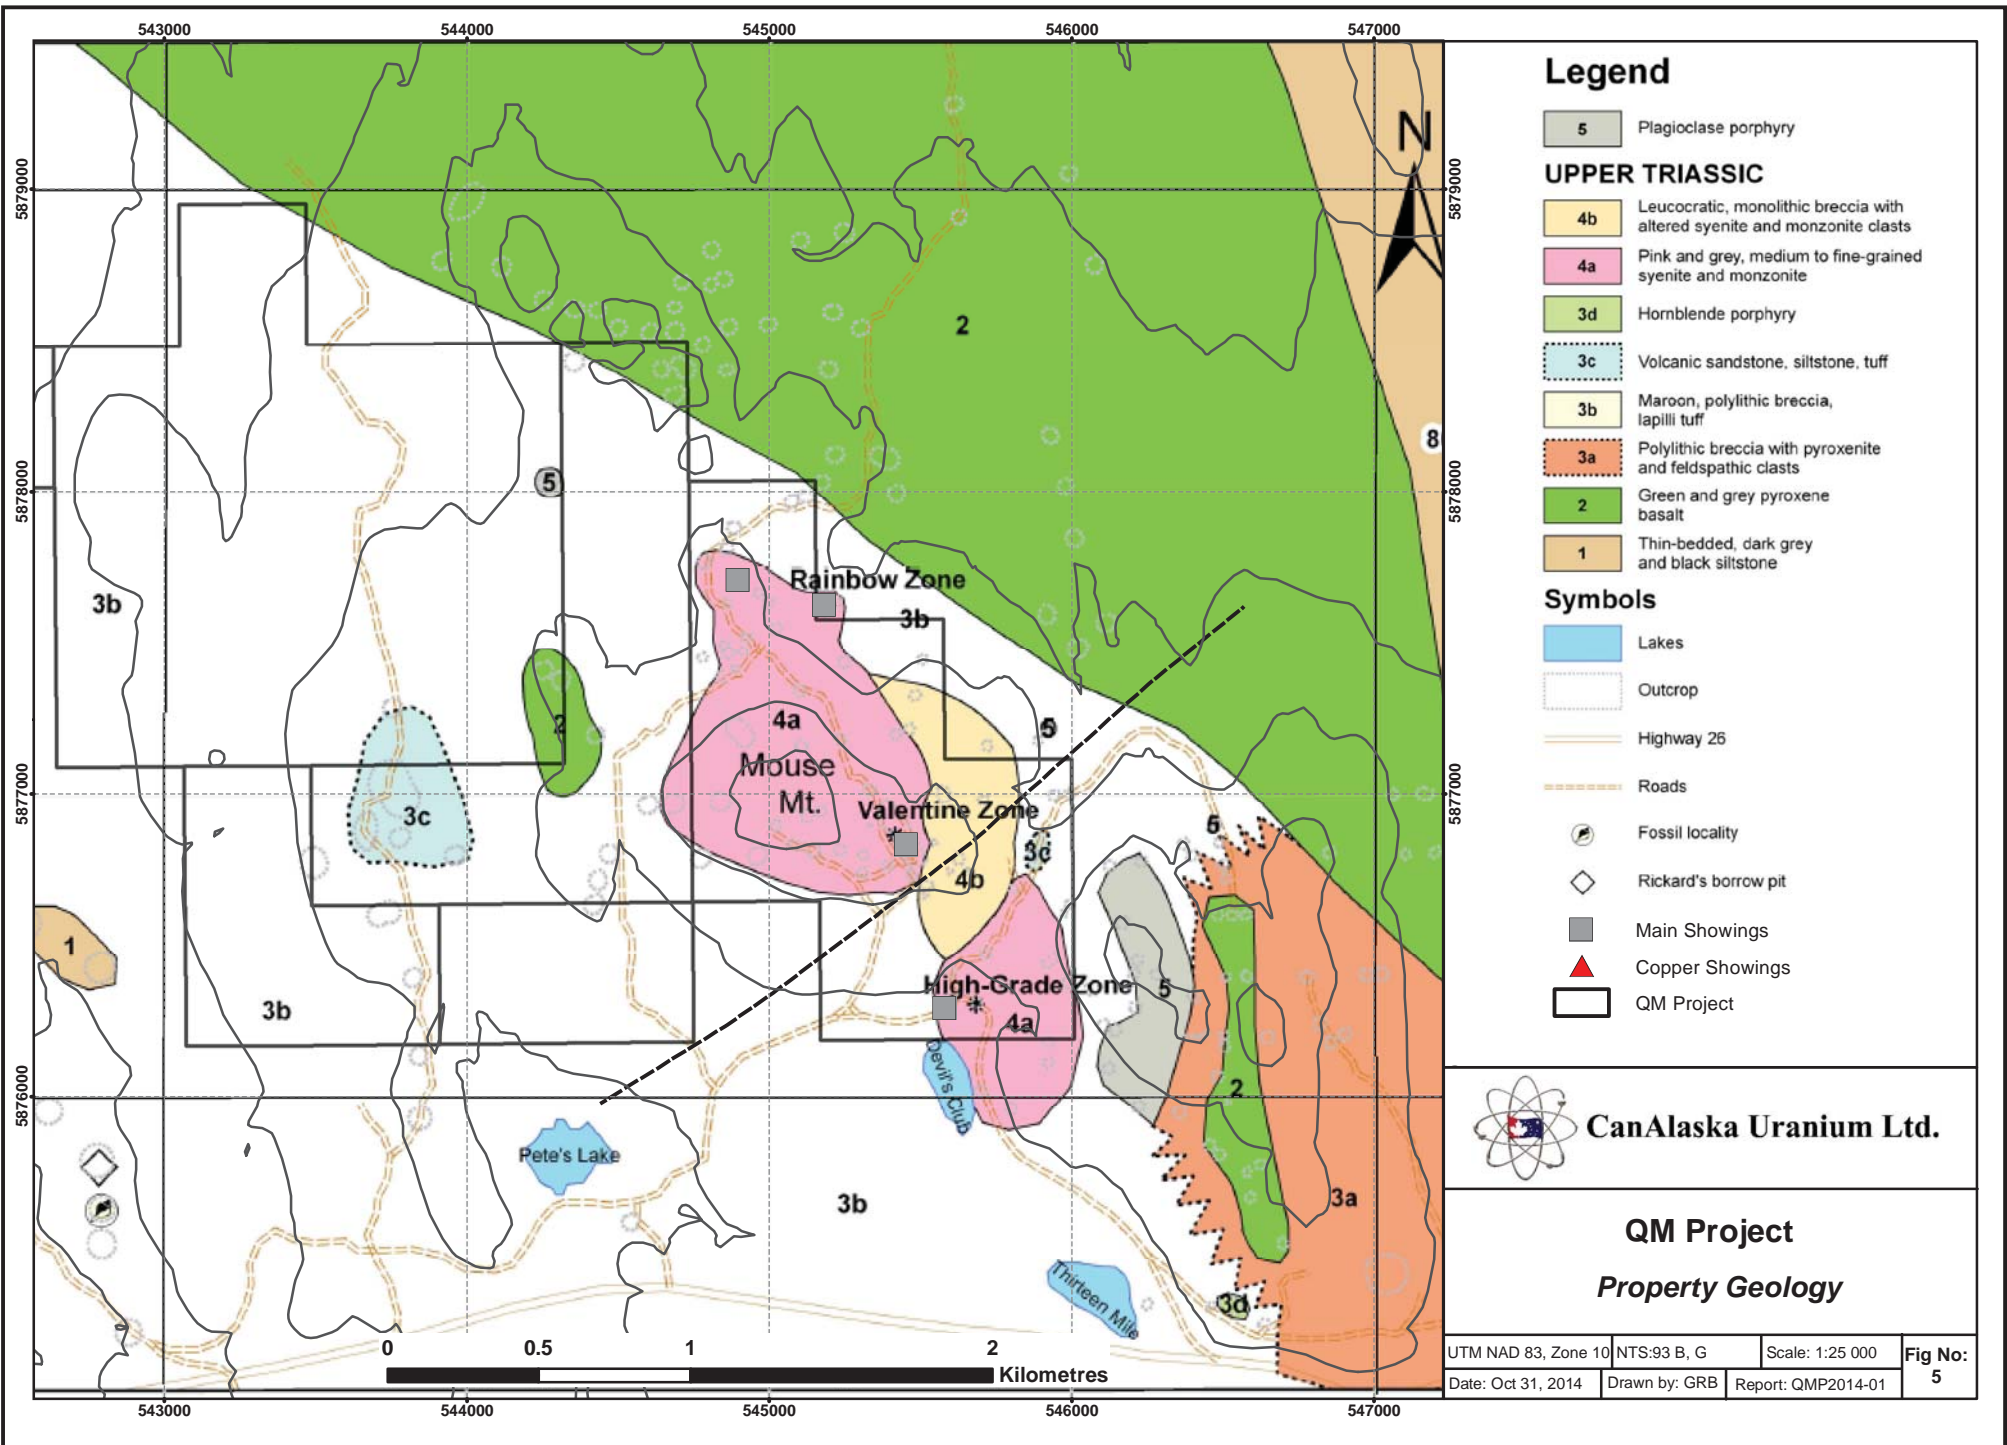 543000
544000
545000
546000
547000
5879000
5878000
5877000
5876000
5879000
5878000
5877000
543000
544000
545000
546000
547000
2
8
5
3b
Rainbow Zone
3b
2
4a
Mouse
Mt.
5
3c
Valentine Zone
3c
4b
5
1
3b
High-Grade Zone
4a
5
2
Devil's Club
Pete's Lake
3b
3a
Thirteen Mile
3d
0
0.5
1
2
Kilometres
N
Legend
5
Plagioclase porphyry
UPPER TRIASSIC
4b
Leucocratic, monolithic breccia with
altered syenite and monzonite clasts
4a
Pink and grey, medium to fine-grained
syenite and monzonite
3d
Hornblende porphyry
3c
Volcanic sandstone, siltstone, tuff
3b
Maroon, polylithic breccia,
lapilli tuff
3a
Polylithic breccia with pyroxenite
and feldspathic clasts
2
Green and grey pyroxene
basalt
1
Thin-bedded, dark grey
and black siltstone
Symbols
Lakes
Outcrop
Highway 26
Roads
Fossil locality
Rickard's borrow pit
Main Showings
Copper Showings
QM Project
CanAlaska Uranium Ltd.
QM Project
Property Geology
UTM NAD 83, Zone 10
NTS:93 B, G
Scale: 1:25 000
Fig No:
5
Date: Oct 31, 2014
Drawn by: GRB
Report: QMP2014-01